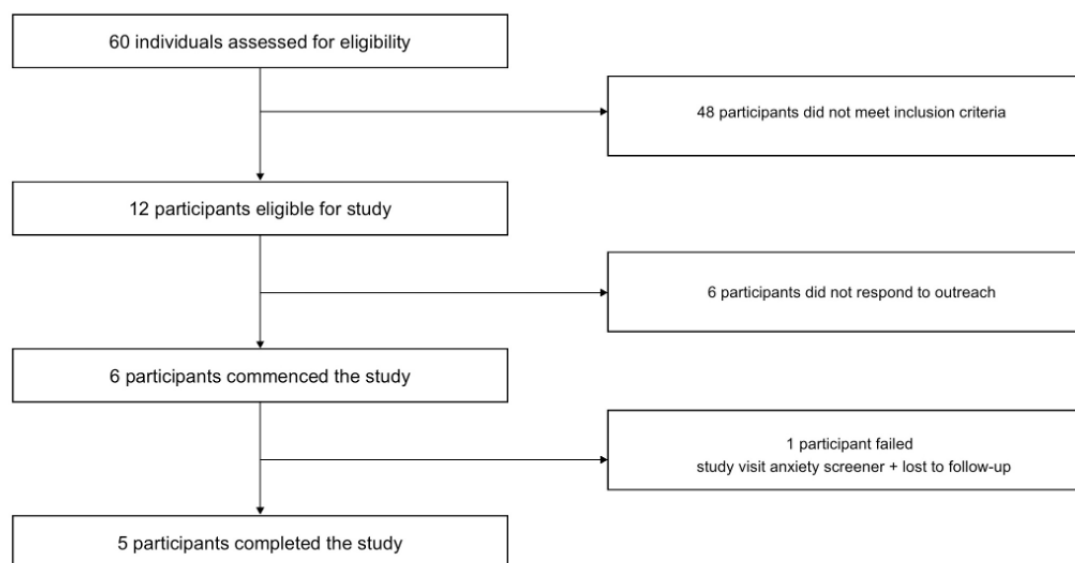 60 individuals assessed for eligibility
48 participants did not meet inclusion criteria
12 participants eligible for study
6 participants did not respond to outreach
6 participants commenced the study
1 participant failed
study visit anxiety screener + lost to follow-up
5 participants completed the study